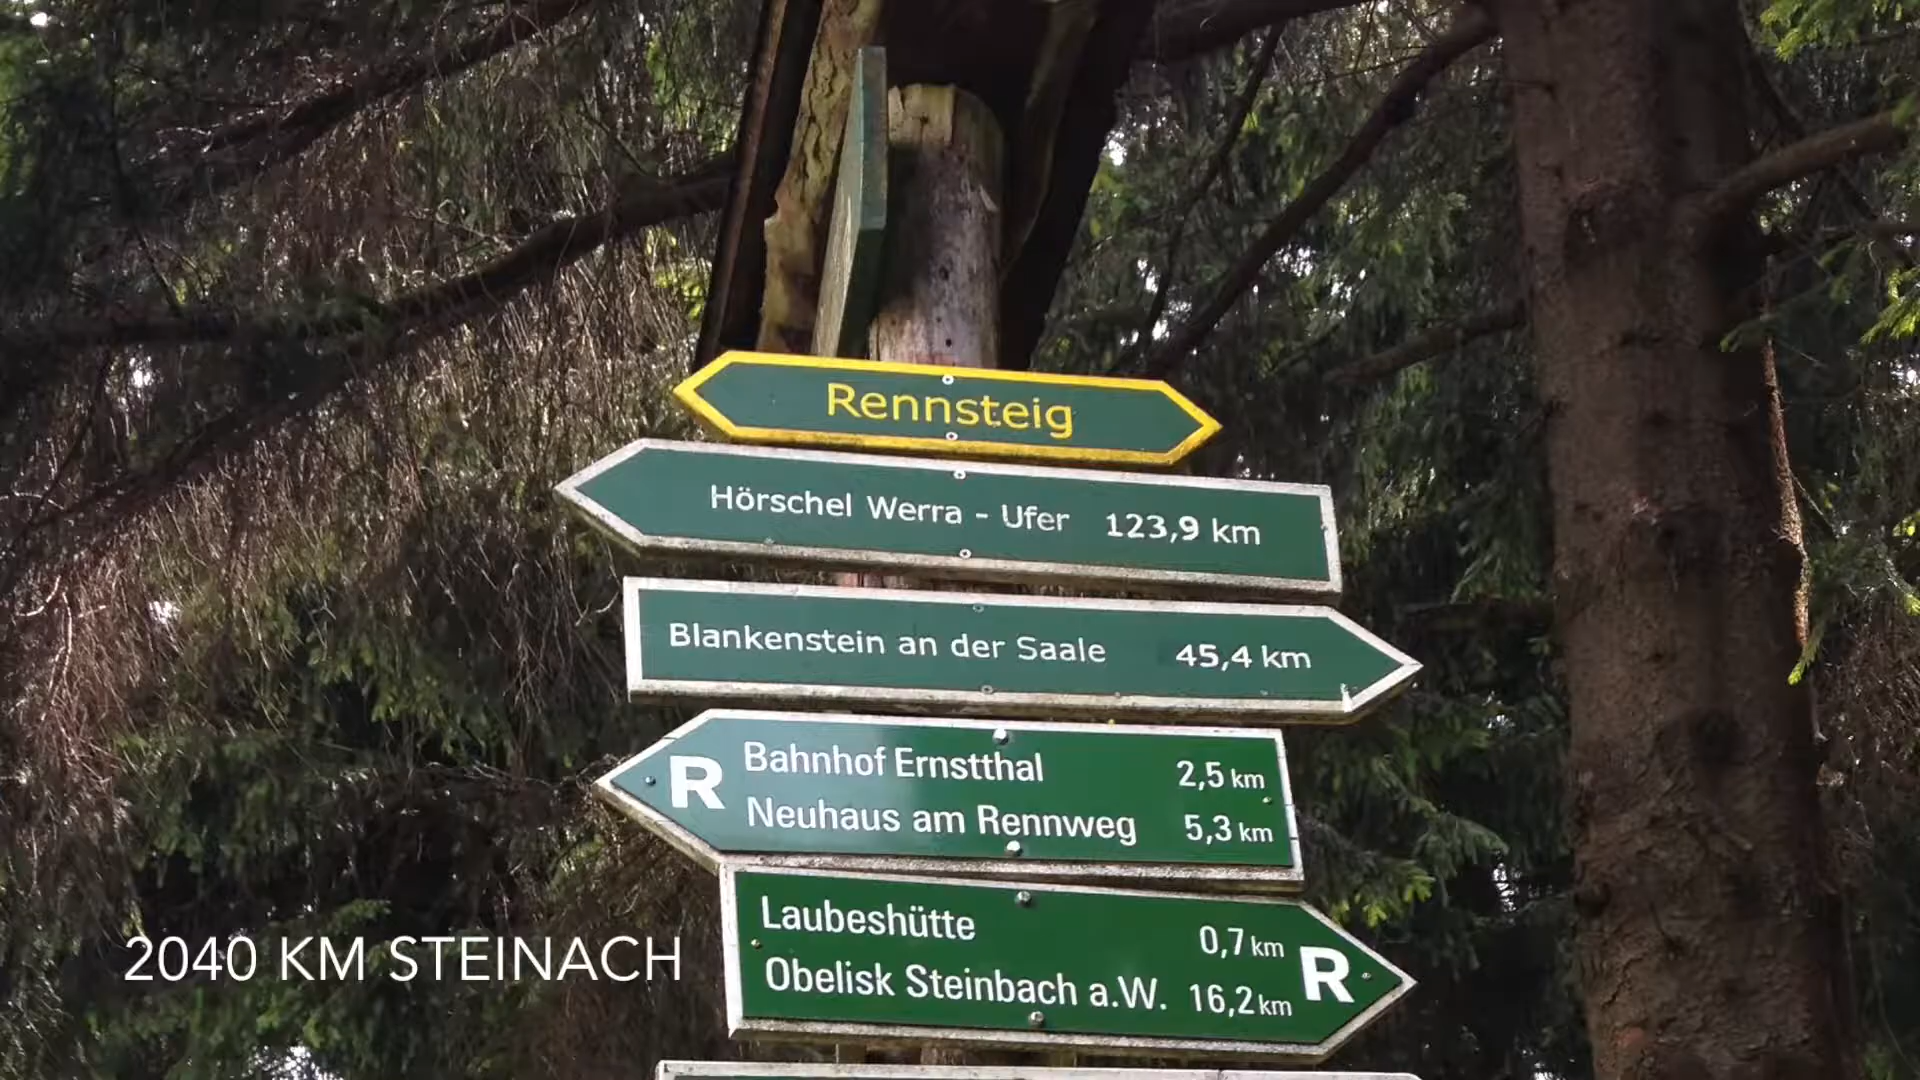 Rennsteig
Hörschel Werra - Ufer 123,9 km
Blankenstein an der Saale 45,4 km
R Bahnhof Ernstthal 2,5 km
Neuhaus am Rennweg 5,3 km
Laubeshütte 0,7 km
Obelisk Steinbach a.W. 16,2 km R
2040 KM STEINACH